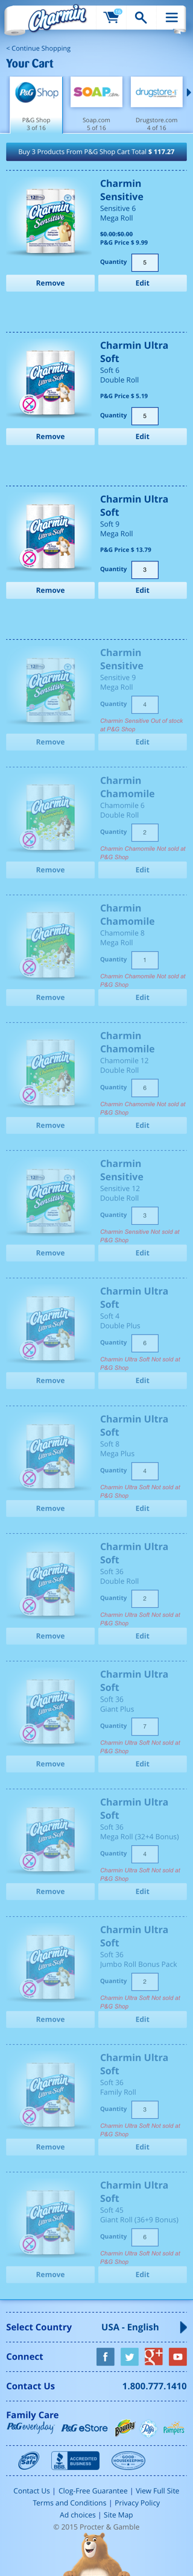 Charmin
< Continue Shopping
Your Cart
P&G Shop
SOAP.com
drugstore
P&G Shop
3 of 16
Soap.com
5 of 16
Drugstore.com
4 of 16
Buy 3 Products From P&G Shop Cart Total $ 117.27
Charmin
Sensitive
Sensitive 6
Mega Roll
$0.00-$0.00
P&G Price $ 9.99
Quantity 5
Remove Edit
Charmin Ultra
Soft
Soft 6
Double Roll
P&G Price $ 5.19
Quantity 5
Remove Edit
Charmin Ultra
Soft
Soft 9
Mega Roll
P&G Price $ 13.79
Quantity 3
Remove Edit
Charmin
Sensitive
Sensitive 9
Mega Roll
Quantity 4
Charmin Sensitive Out of stock
at P&G Shop
Remove Edit
Charmin
Chamomile
Chamomile 6
Double Roll
Quantity 2
Charmin Chamomile Not sold at
P&G Shop
Remove Edit
Charmin
Chamomile
Chamomile 8
Mega Roll
Quantity 1
Charmin Chamomile Not sold at
P&G Shop
Remove Edit
Charmin
Chamomile
Chamomile 12
Double Roll
Quantity 6
Charmin Chamomile Not sold at
P&G Shop
Remove Edit
Charmin
Sensitive
Sensitive 12
Double Roll
Quantity 3
Charmin Sensitive Not sold at
P&G Shop
Remove Edit
Charmin Ultra
Soft
Soft 4
Double Plus
Quantity 6
Charmin Ultra Soft Not sold at
P&G Shop
Remove Edit
Charmin Ultra
Soft
Soft 8
Mega Plus
Quantity 4
Charmin Ultra Soft Not sold at
P&G Shop
Remove Edit
Charmin Ultra
Soft
Soft 36
Double Roll
Quantity 2
Charmin Ultra Soft Not sold at
P&G Shop
Remove Edit
Charmin Ultra
Soft
Soft 36
Giant Plus
Quantity 7
Charmin Ultra Soft Not sold at
P&G Shop
Remove Edit
Charmin Ultra
Soft
Soft 36
Mega Roll (32+4 Bonus)
Quantity 4
Charmin Ultra Soft Not sold at
P&G Shop
Remove Edit
Charmin Ultra
Soft
Soft 36
Jumbo Roll Bonus Pack
Quantity 2
Charmin Ultra Soft Not sold at
P&G Shop
Remove Edit
Charmin Ultra
Soft
Soft 36
Family Roll
Quantity 3
Charmin Ultra Soft Not sold at
P&G Shop
Remove Edit
Charmin Ultra
Soft
Soft 45
Giant Roll (36+9 Bonus)
Quantity 6
Charmin Ultra Soft Not sold at
P&G Shop
Remove Edit
Select Country USA - English
Connect
Contact Us 1.800.777.1410
Family Care
P&G everyday P&G eStore Bounty Puffs Pampers
ACCREDITED
BUSINESS
GOOD HOUSEKEEPING
Contact Us | Clog-Free Guarantee | View Full Site
Terms and Conditions | Privacy Policy
Ad choices | Site Map
© 2015 Procter & Gamble